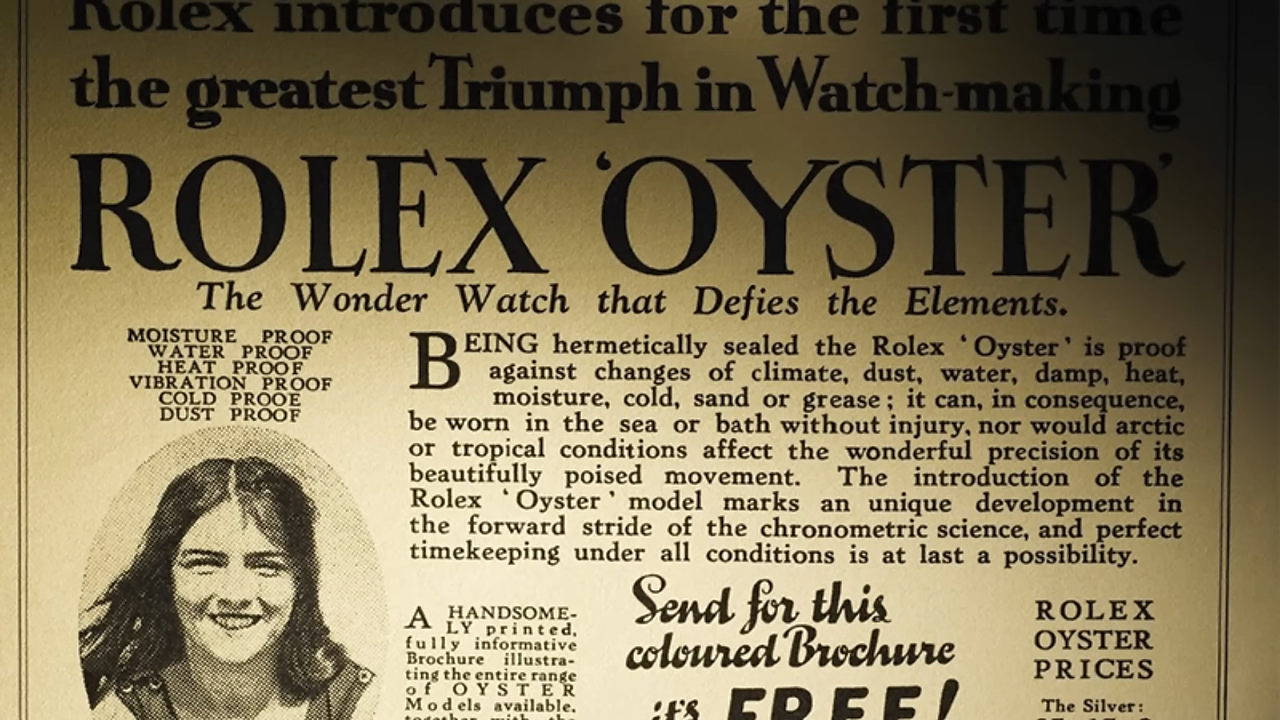 Rolex introduces for the first time
the greatest Triumph in Watch-making
ROLEX 'OYSTER'
The Wonder Watch that Defies the Elements.
MOISTURE PROOF
WATER PROOF
HEAT PROOF
VIBRATION PROOF
COLD PROOF
DUST PROOF
BEING hermetically sealed the Rolex 'Oyster' is proof
against changes of climate, dust, water, damp, heat,
moisture, cold, sand or grease; it can, in consequence,
be worn in the sea or bath without injury, nor would arctic
or tropical conditions affect the wonderful precision of its
beautifully poised movement. The introduction of the
Rolex 'Oyster' model marks an unique development in
the forward stride of the chronometric science, and perfect
timekeeping under all conditions is at last a possibility.
A HANDSOME-
LY printed,
fully informative
Brochure illustra-
ting the entire range
of OYSTER
Models available,
together with the
Send for this
coloured Brochure
it's FREE!
ROLEX
OYSTER
PRICES
The Silver: